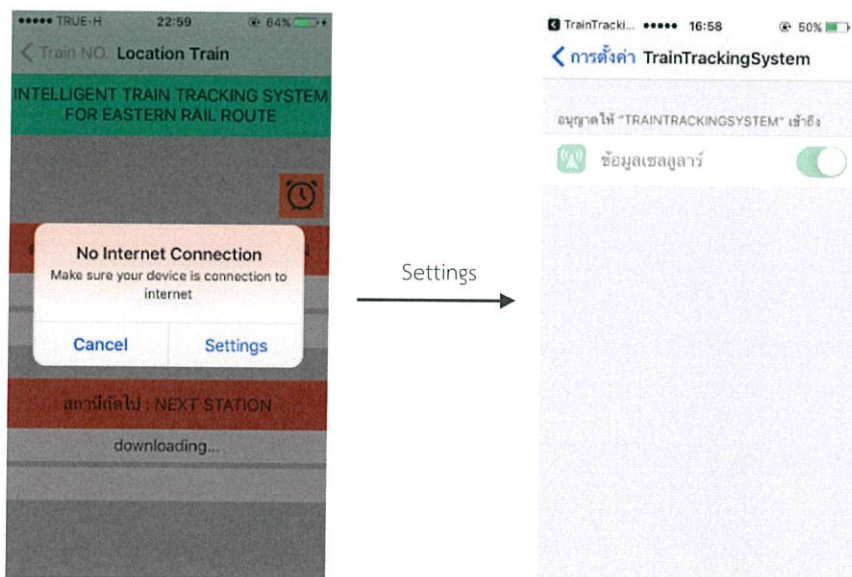 TRUE-H 22:59 64%
Train NO. Location Train
INTELLIGENT TRAIN TRACKING SYSTEM
FOR EASTERN RAIL ROUTE
No Internet Connection
Make sure your device is connection to
internet
Cancel Settings
สถานีถัดไป : NEXT STATION
downloading...
Settings
TrainTracki... 16:58 50%
การตั้งค่า TrainTrackingSystem
อนุญาตให้ "TRAINTRACKINGSYSTEM" เข้าถึง
ข้อมูลเซลลูลาร์